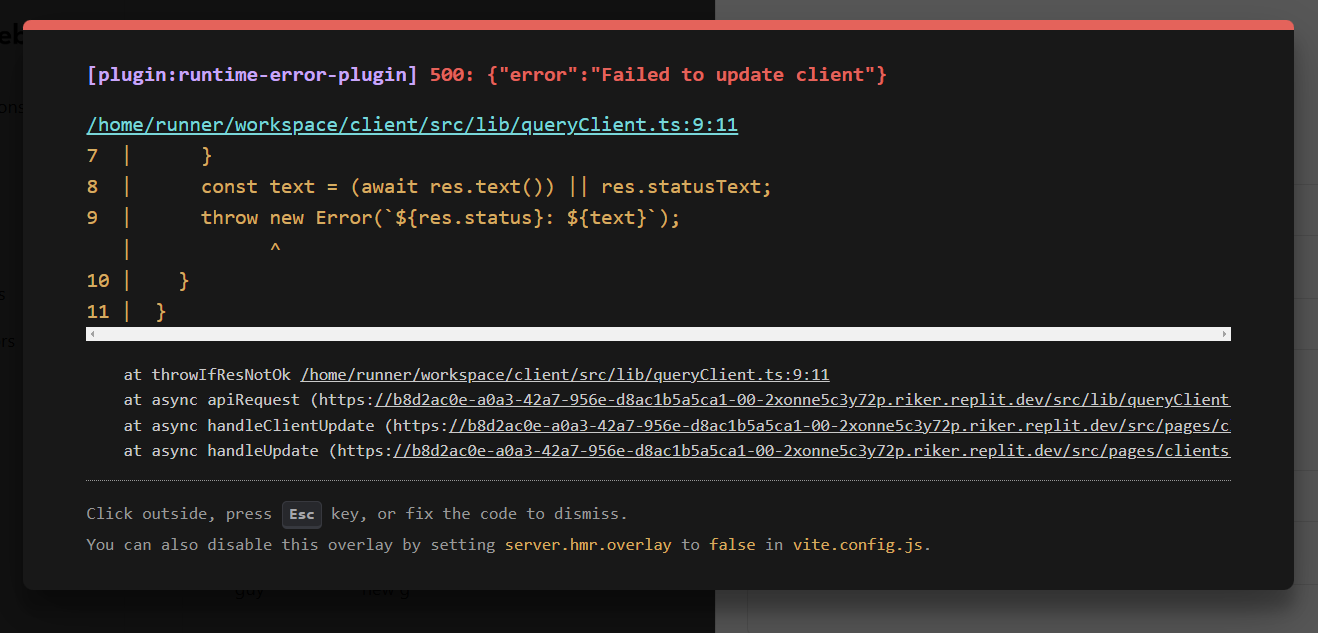 [plugin:runtime-error-plugin] 500: {"error":"Failed to update client"}
/home/runner/workspace/client/src/lib/queryClient.ts:9:11
7 | }
8 | const text = (await res.text()) || res.statusText;
9 | throw new Error(`${res.status}: ${text}`);
| ^
10 | }
11 | }
at throwIfResNotOk /home/runner/workspace/client/src/lib/queryClient.ts:9:11
at async apiRequest (https://b8d2ac0e-a0a3-42a7-956e-d8ac1b5a5ca1-00-2xonne5c3y72p.riker.replit.dev/src/lib/queryClient
at async handleClientUpdate (https://b8d2ac0e-a0a3-42a7-956e-d8ac1b5a5ca1-00-2xonne5c3y72p.riker.replit.dev/src/pages/c
at async handleUpdate (https://b8d2ac0e-a0a3-42a7-956e-d8ac1b5a5ca1-00-2xonne5c3y72p.riker.replit.dev/src/pages/clients
Click outside, press Esc key, or fix the code to dismiss.
You can also disable this overlay by setting server.hmr.overlay to false in vite.config.js.